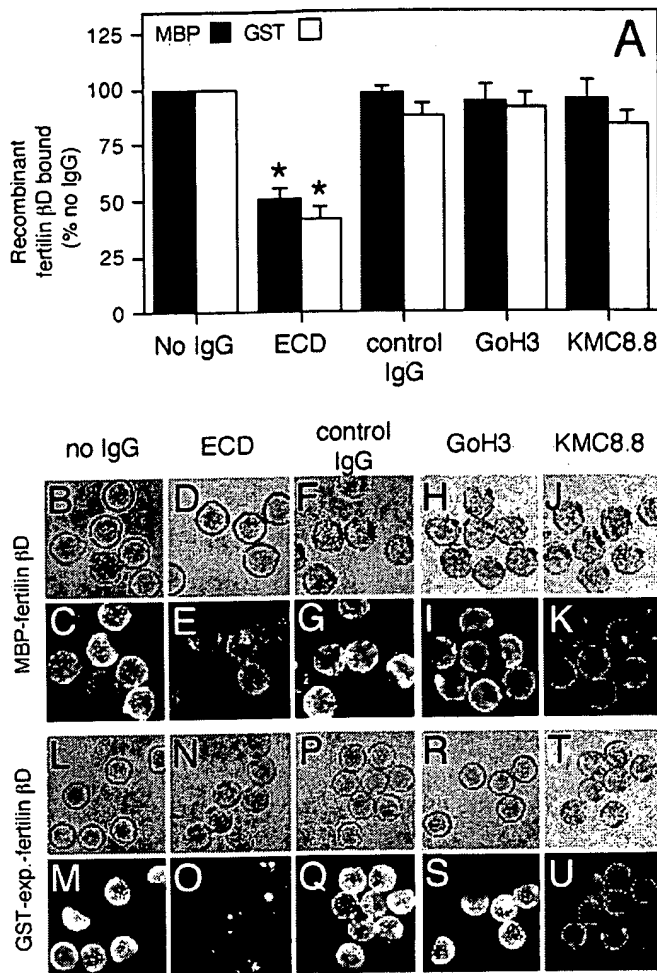 A
MBP GST
125
100
75
50
25
0
Recombinant
fertilin βD bound
(% no IgG)
* *
No IgG ECD control GoH3 KMC8.8
IgG
no IgG ECD control GoH3 KMC8.8
IgG
MBP-fertilin βD
B D F H J
C E G I K
GST-exp.-fertilin βD
L N P R T
M O Q S U